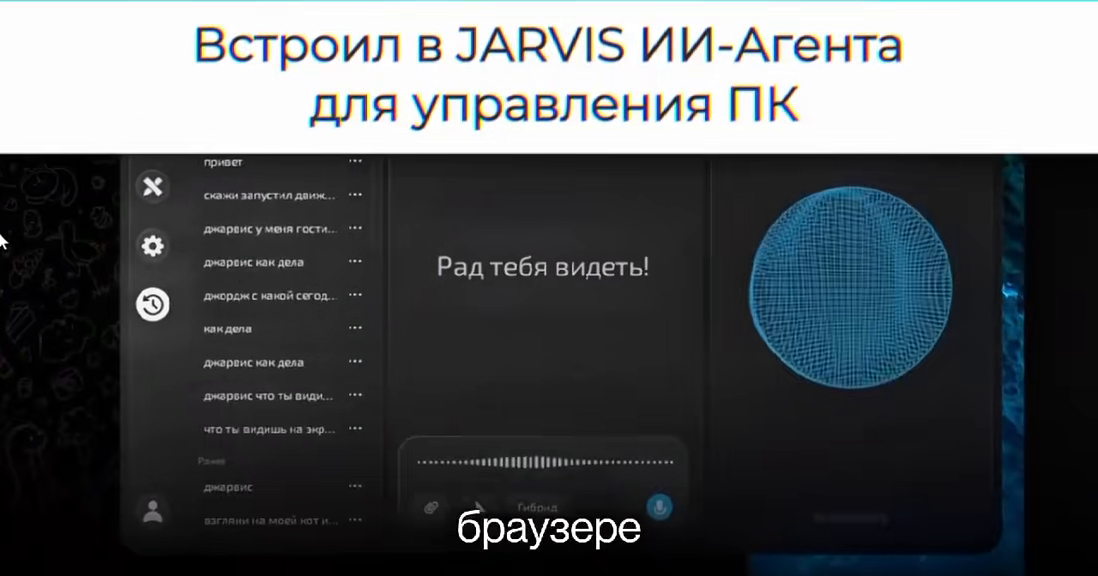 Встроил в JARVIS ИИ-Агента
для управления ПК
привет
скажи запустил движ...
джарвис у меня гости...
джарвис как дела
джордж с какой сегод...
как дела
джарвис как дела
джарвис что ты види...
что ты видишь на экр...
Ранее
джарвис
взгляни на мой кот и...
Рад тебя видеть!
Гибрид
браузере